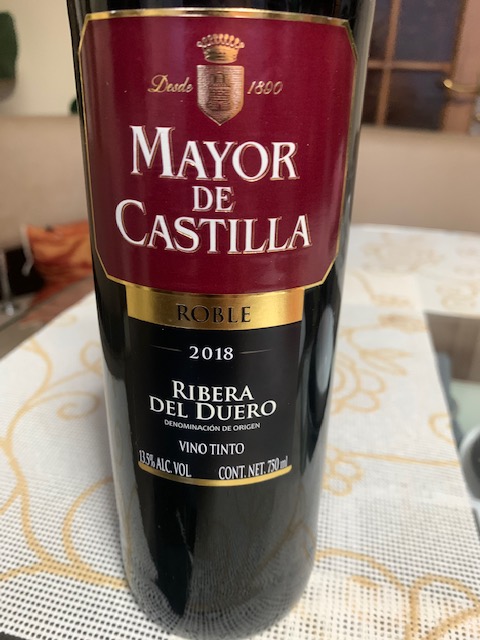 Desde 1890
MAYOR
DE
CASTILLA
ROBLE
2018
RIBERA
DEL DUERO
DENOMINACIÓN DE ORIGEN
VINO TINTO
13.5% ALC. VOL CONT. NET. 750 ml